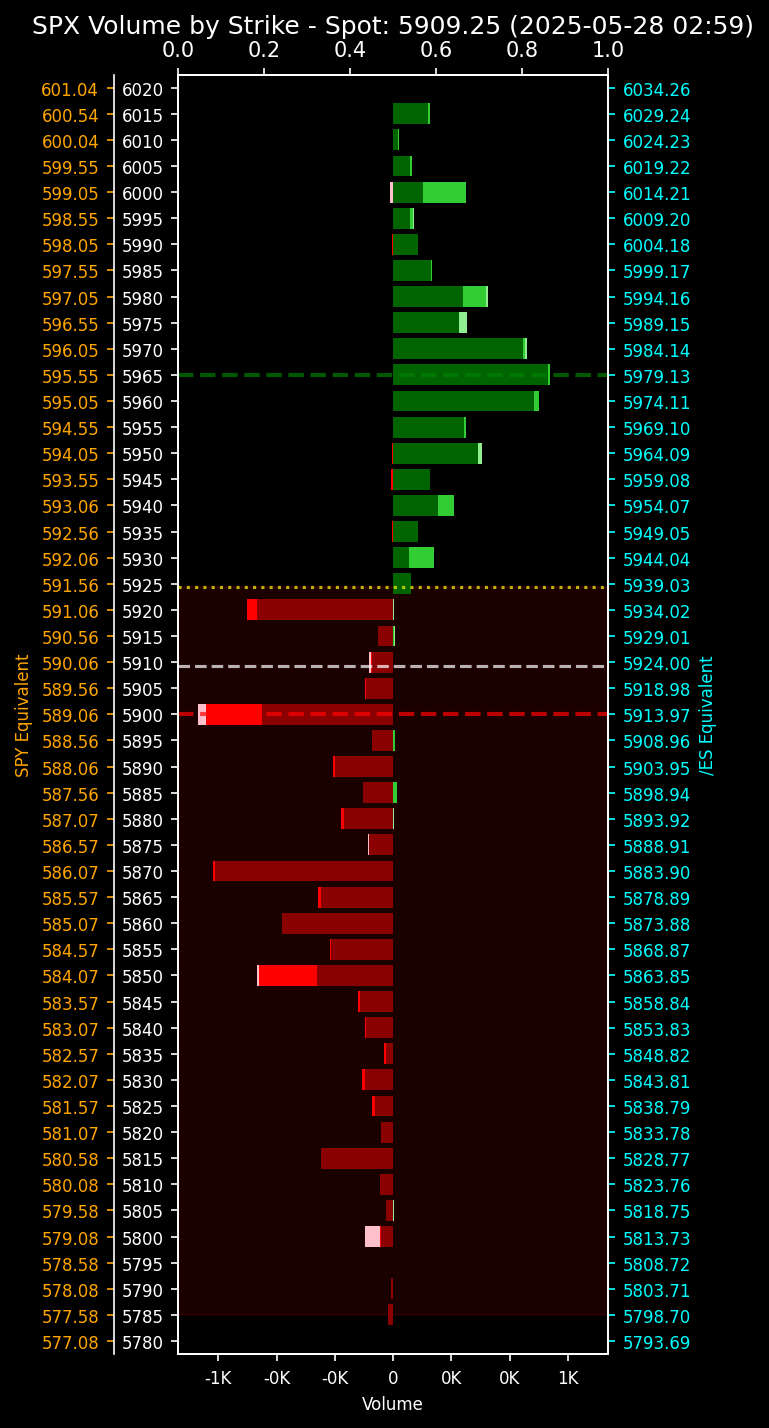 SPX Volume by Strike - Spot: 5909.25 (2025-05-28 02:59)
0.0 0.2 0.4 0.6 0.8 1.0
601.04 6020 6034.26
600.54 6015 6029.24
600.04 6010 6024.23
599.55 6005 6019.22
599.05 6000 6014.21
598.55 5995 6009.20
598.05 5990 6004.18
597.55 5985 5999.17
597.05 5980 5994.16
596.55 5975 5989.15
596.05 5970 5984.14
595.55 5965 5979.13
595.05 5960 5974.11
594.55 5955 5969.10
594.05 5950 5964.09
593.55 5945 5959.08
593.06 5940 5954.07
592.56 5935 5949.05
592.06 5930 5944.04
591.56 5925 5939.03
591.06 5920 5934.02
590.56 5915 5929.01
590.06 5910 5924.00
589.56 5905 5918.98
589.06 5900 5913.97
588.56 5895 5908.96
588.06 5890 5903.95
587.56 5885 5898.94
587.07 5880 5893.92
586.57 5875 5888.91
586.07 5870 5883.90
585.57 5865 5878.89
585.07 5860 5873.88
584.57 5855 5868.87
584.07 5850 5863.85
583.57 5845 5858.84
583.07 5840 5853.83
582.57 5835 5848.82
582.07 5830 5843.81
581.57 5825 5838.79
581.07 5820 5833.78
580.58 5815 5828.77
580.08 5810 5823.76
579.58 5805 5818.75
579.08 5800 5813.73
578.58 5795 5808.72
578.08 5790 5803.71
577.58 5785 5798.70
577.08 5780 5793.69
SPY Equivalent
/ES Equivalent
-1K -0K -0K 0 0K 0K 1K
Volume